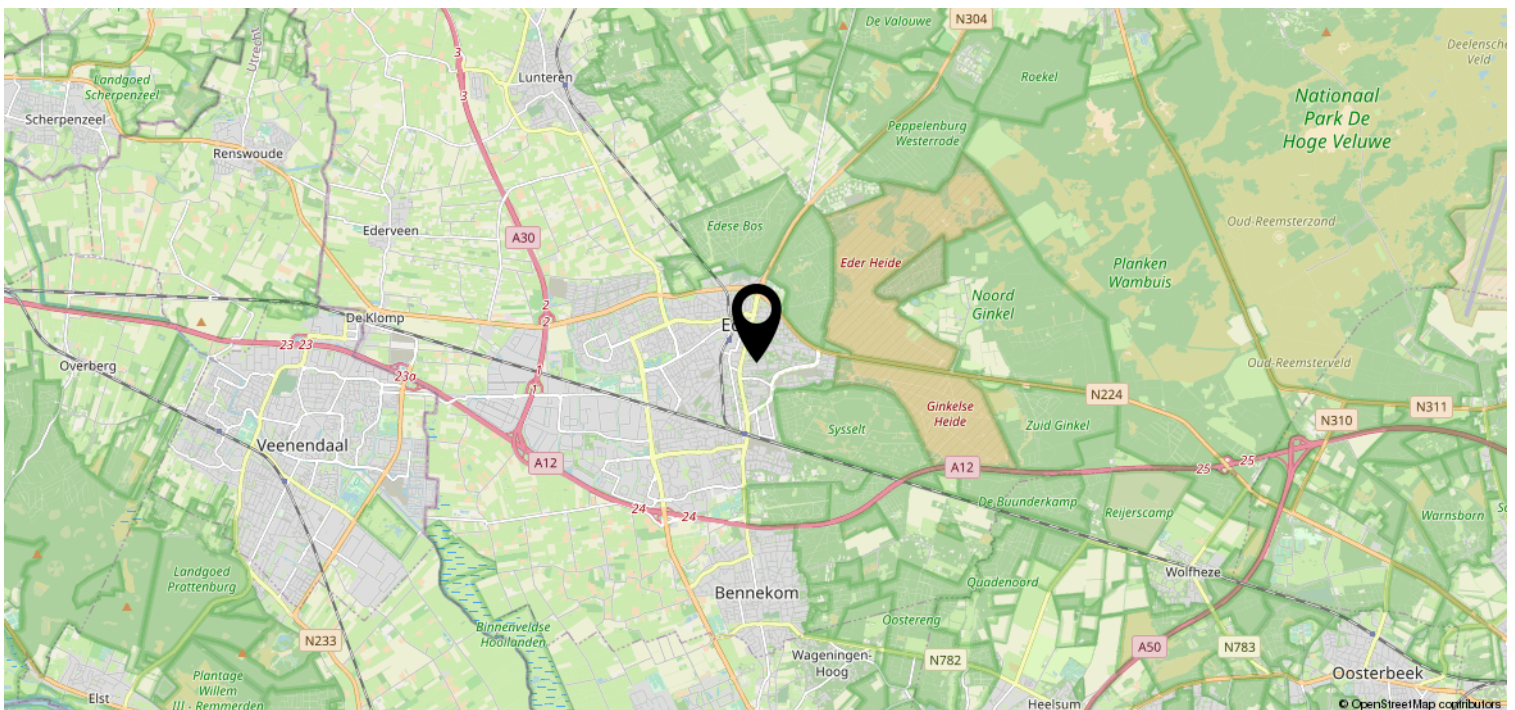 De Valouwe
N304
Deelensche
Veld
Utrecht
Lunteren
3
3
Landgoed
Scherpenzeel
Roekel
Nationaal
Park De
Hoge Veluwe
Scherpenzeel
Renswoude
Peppelenburg
Westerrode
Ederveen
A30
Edese Bos
Oud-Reemsterzand
Eder Heide
Planken
Wambuis
Noord
Ginkel
2
2
De Klomp
23 23
Overberg
23a
1
1
Oud-Reemsterveld
N224
N311
N310
Ginkelse
Heide
Zuid Ginkel
Sysselt
Veenendaal
A12
A12
25
25
De Buunderkamp
Reijerscamp
Warnsborn
24
24
Landgoed
Prattenburg
Wolfheze
Quadenoord
Bennekom
Binnenveldse
Hooilanden
Oostereng
N233
Wageningen-
Hoog
N782
A50
N783
Plantage
Willem
III - Remmerden
Elst
Oosterbeek
Heelsum
© OpenStreetMap contributors